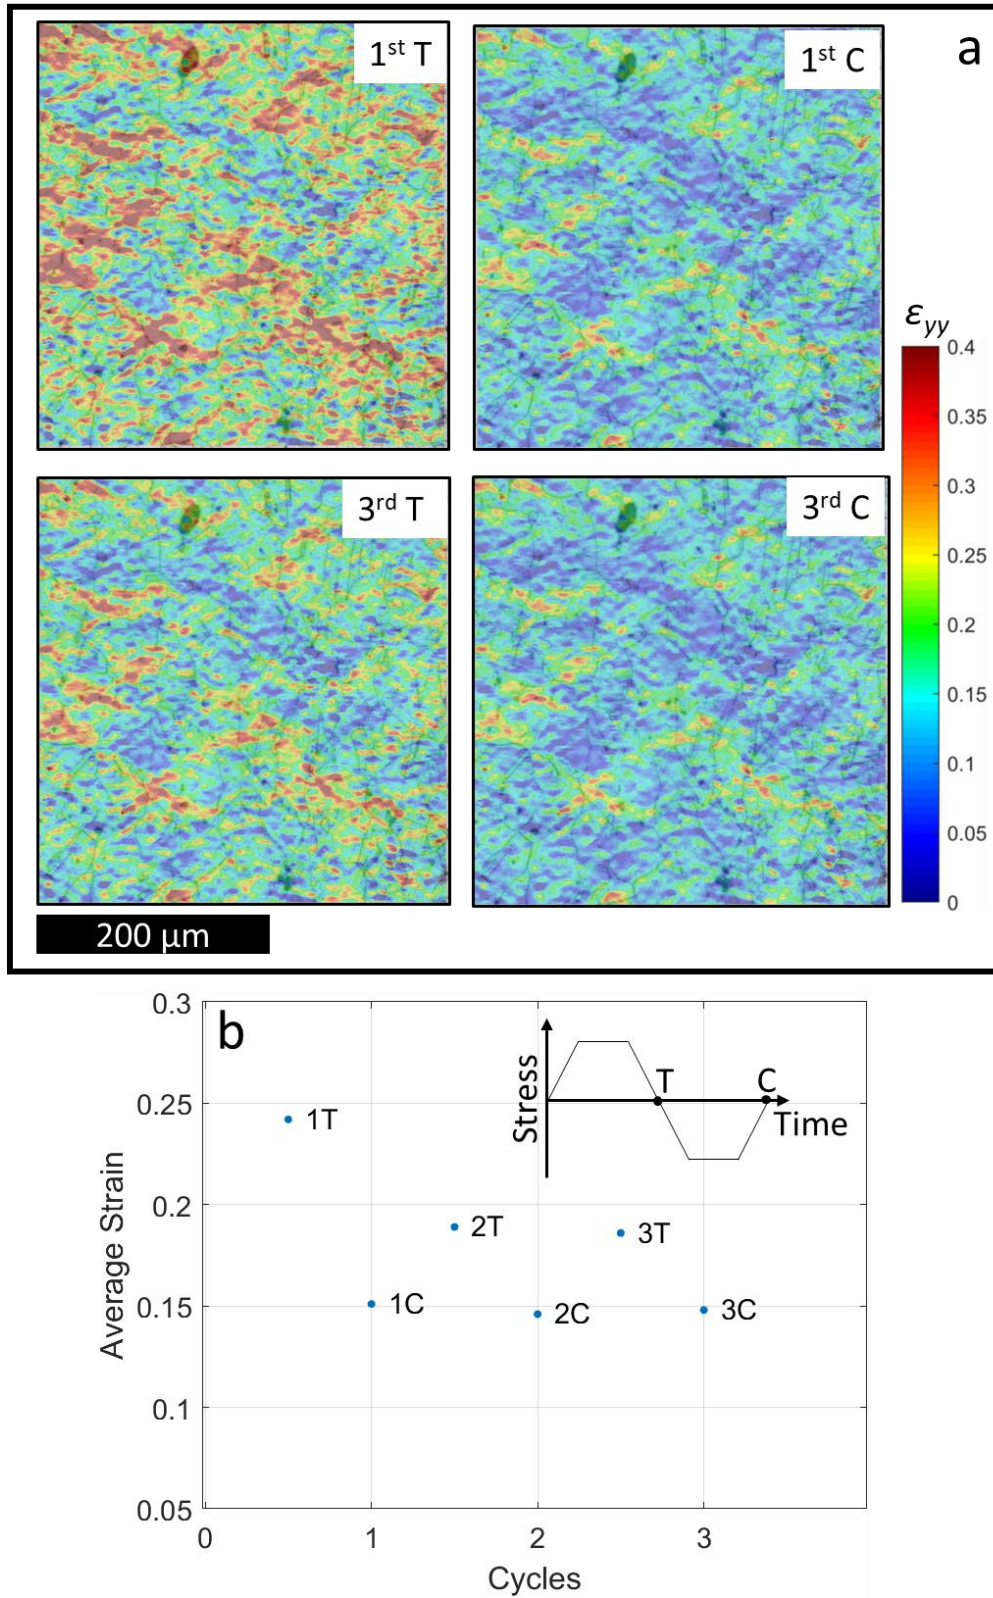 a
1st T
1st C
3rd T
3rd C
εyy
0.4
0.35
0.3
0.25
0.2
0.15
0.1
0.05
0
200 μm
b
0.3
0.25
0.2
0.15
0.1
0.05
0
1
2
3
Average Strain
Cycles
1T
1C
2T
2C
3T
3C
Stress
T
C
Time